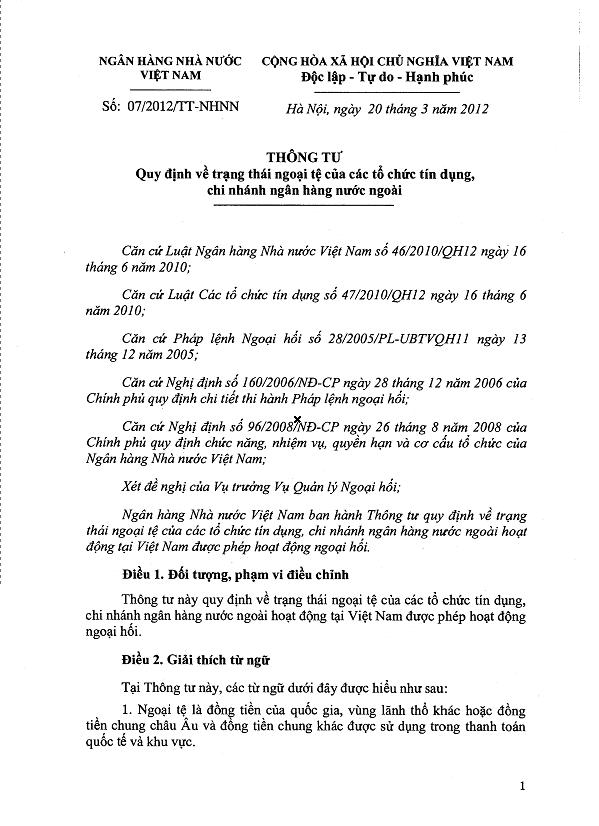 NGÂN HÀNG NHÀ NƯỚC
VIỆT NAM
CỘNG HÒA XÃ HỘI CHỦ NGHĨA VIỆT NAM
Độc lập - Tự do - Hạnh phúc
Số: 07/2012/TT-NHNN
Hà Nội, ngày 20 tháng 3 năm 2012
THÔNG TƯ
Quy định về trạng thái ngoại tệ của các tổ chức tín dụng,
chi nhánh ngân hàng nước ngoài
Căn cứ Luật Ngân hàng Nhà nước Việt Nam số 46/2010/QH12 ngày 16
tháng 6 năm 2010;
Căn cứ Luật Các tổ chức tín dụng số 47/2010/QH12 ngày 16 tháng 6
năm 2010;
Căn cứ Pháp lệnh Ngoại hối số 28/2005/PL-UBTVQH11 ngày 13
tháng 12 năm 2005;
Căn cứ Nghị định số 160/2006/NĐ-CP ngày 28 tháng 12 năm 2006 của
Chính phủ quy định chi tiết thi hành Pháp lệnh ngoại hối;
Căn cứ Nghị định số 96/2008/NĐ-CP ngày 26 tháng 8 năm 2008 của
Chính phủ quy định chức năng, nhiệm vụ, quyền hạn và cơ cấu tổ chức của
Ngân hàng Nhà nước Việt Nam;
Xét đề nghị của Vụ trưởng Vụ Quản lý Ngoại hối;
Ngân hàng Nhà nước Việt Nam ban hành Thông tư quy định về trạng
thái ngoại tệ của các tổ chức tín dụng, chi nhánh ngân hàng nước ngoài hoạt
động tại Việt Nam được phép hoạt động ngoại hối.
Điều 1. Đối tượng, phạm vi điều chỉnh
Thông tư này quy định về trạng thái ngoại tệ của các tổ chức tín dụng,
chi nhánh ngân hàng nước ngoài hoạt động tại Việt Nam được phép hoạt động
ngoại hối.
Điều 2. Giải thích từ ngữ
Tại Thông tư này, các từ ngữ dưới đây được hiểu như sau:
1. Ngoại tệ là đồng tiền của quốc gia, vùng lãnh thổ khác hoặc đồng
tiền chung châu Âu và đồng tiền chung khác được sử dụng trong thanh toán
quốc tế và khu vực.
1